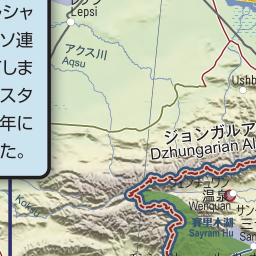 シャ
ソ連
しま
スタ
年に
た。
Lepsi
アクス川
Aqsu
Ushb
ジョンガルア
Dzhungarian Al
Koksu
温泉
Wenquan
サン
賽里木湖
Sayram Hu